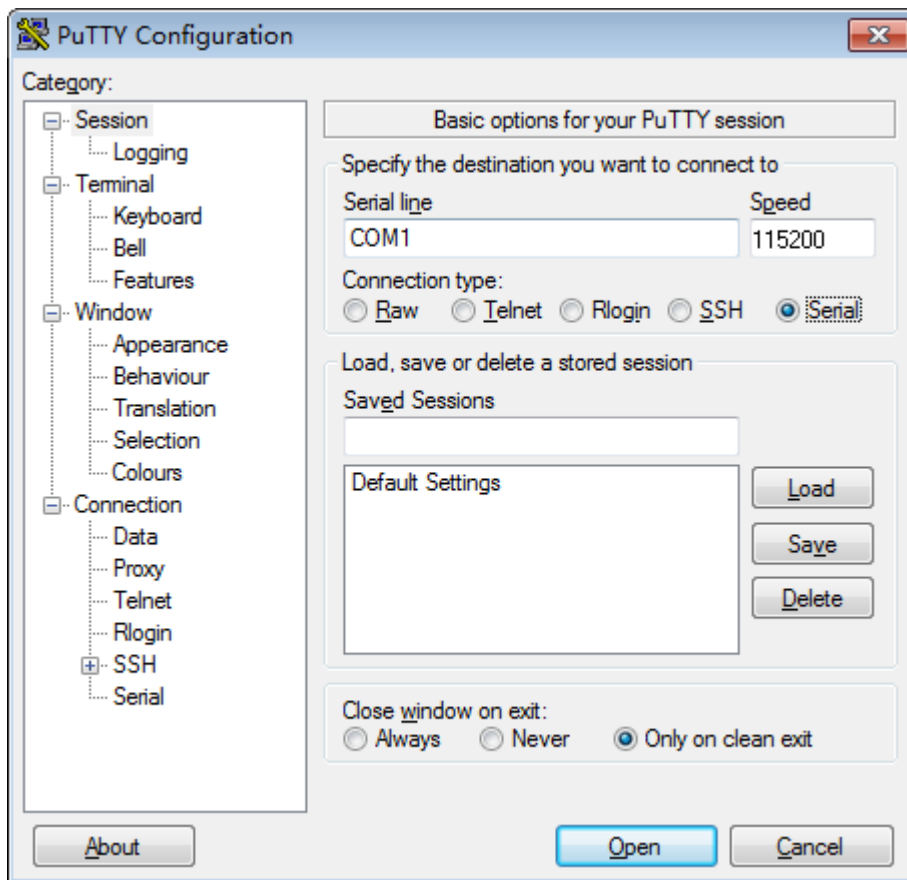 PuTTY Configuration
Category:
Session
Logging
Terminal
Keyboard
Bell
Features
Window
Appearance
Behaviour
Translation
Selection
Colours
Connection
Data
Proxy
Telnet
Rlogin
SSH
Serial
Basic options for your PuTTY session
Specify the destination you want to connect to
Serial line Speed
COM1 115200
Connection type:
Raw Telnet Rlogin SSH Serial
Load, save or delete a stored session
Saved Sessions
Default Settings
Load
Save
Delete
Close window on exit:
Always Never Only on clean exit
About Open Cancel